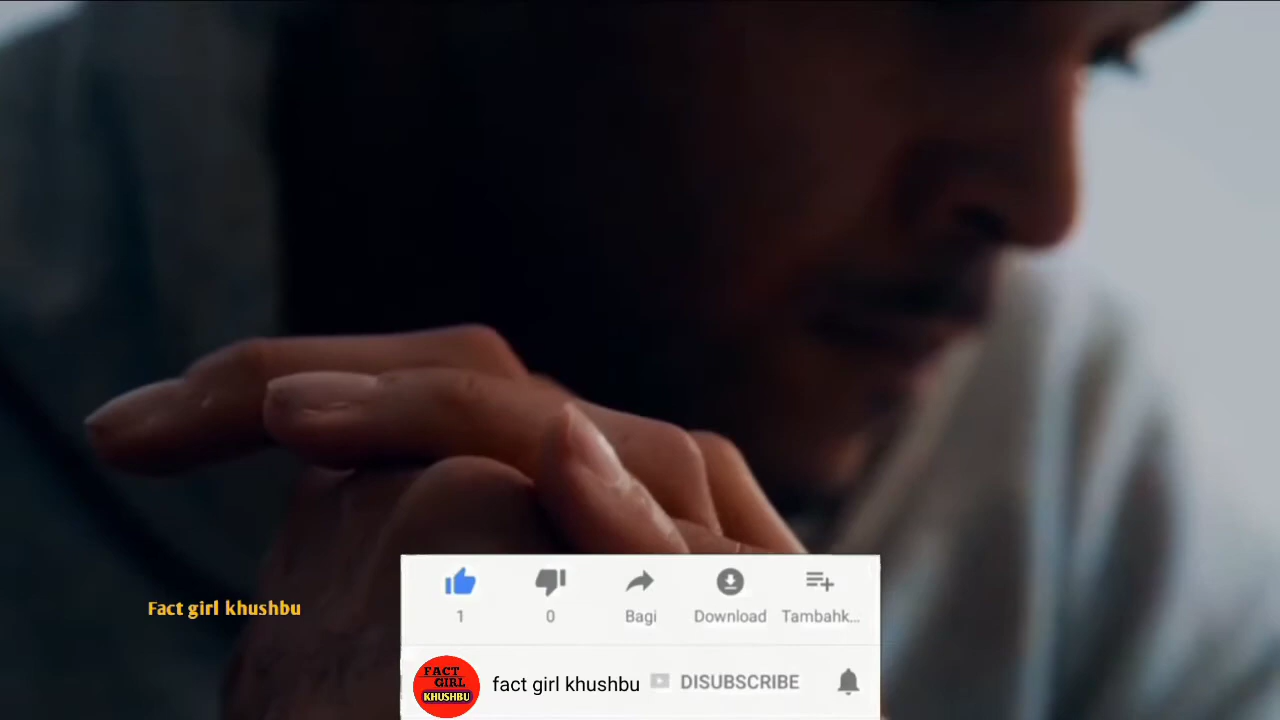 Fact girl khushbu
1
0
Bagi
Download
Tambahk...
FACT
GIRL
KHUSHBU
fact girl khushbu
DISUBSCRIBE